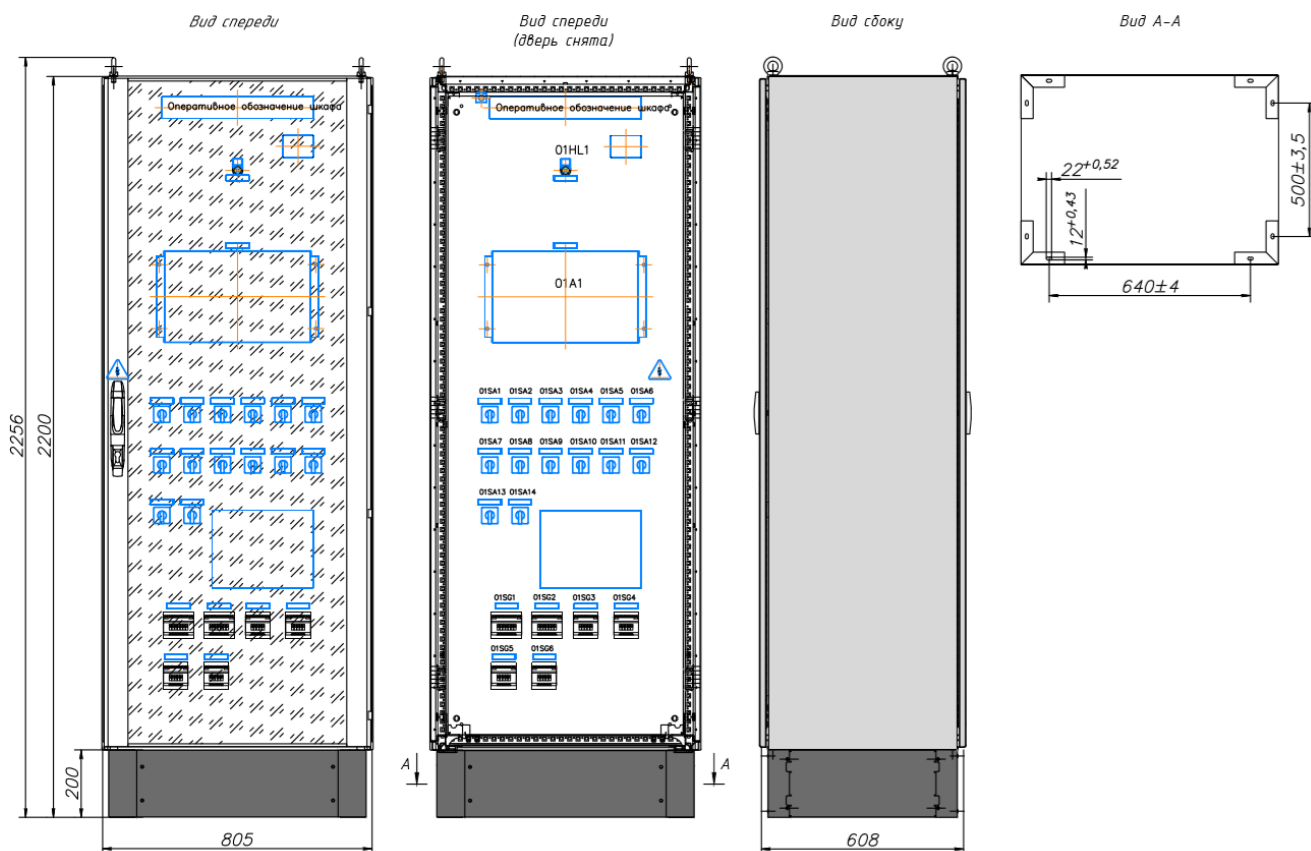 Вид спереди
Вид спереди
(дверь снята)
Вид сбоку
Вид А-А
Оперативное обозначение шкафа
Оперативное обозначение шкафа
01HL1
01A1
01SA1 01SA2 01SA3 01SA4 01SA5 01SA6
01SA7 01SA8 01SA9 01SA10 01SA11 01SA12
01SA13 01SA14
01SG1 01SG2 01SG3 01SG4
01SG5 01SG6
2256
2200
200
805
А
А
608
22+0,52
12+0,43
500±3,5
640±4